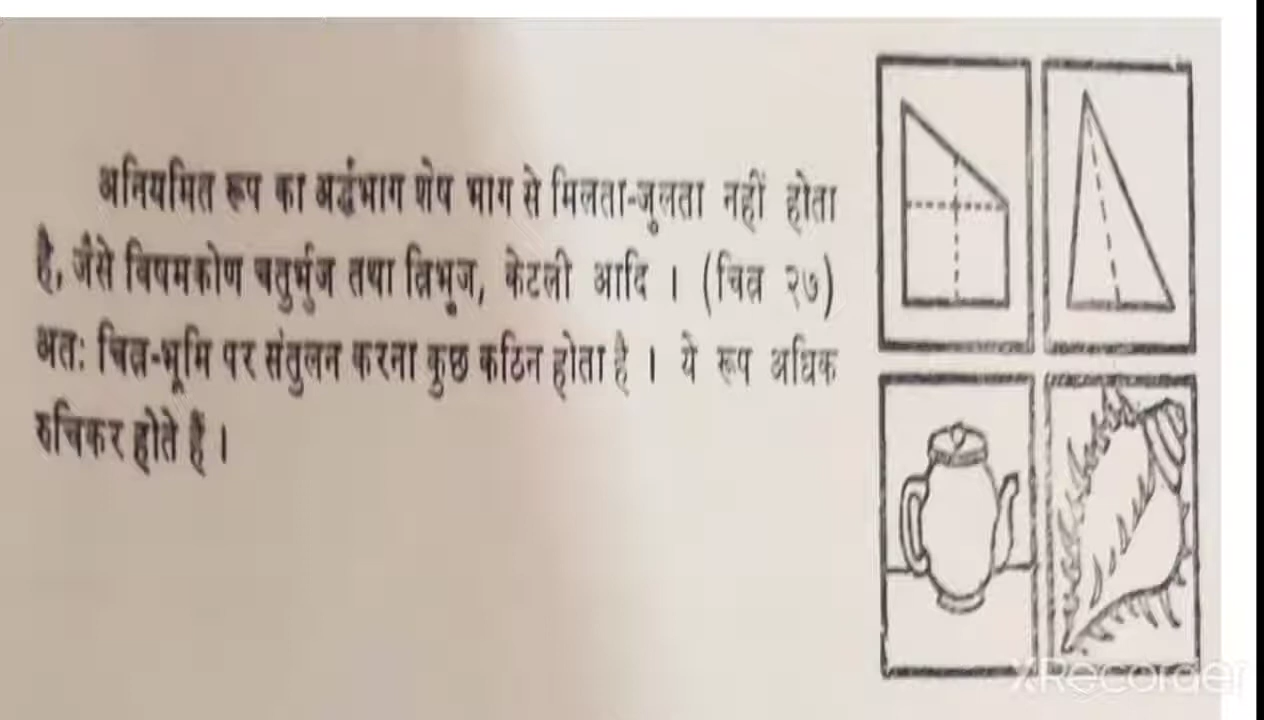 अनियमित रूप का अर्द्धभाग शेष भाग से मिलता-जुलता नहीं होता
है, जैसे विषमकोण चतुर्भुज तथा त्रिभुज, केटली आदि । (चित्र २७)
अतः चित्र-भूमि पर संतुलन करना कुछ कठिन होता है । ये रूप अधिक
रुचिकर होते हैं ।
XRecorder